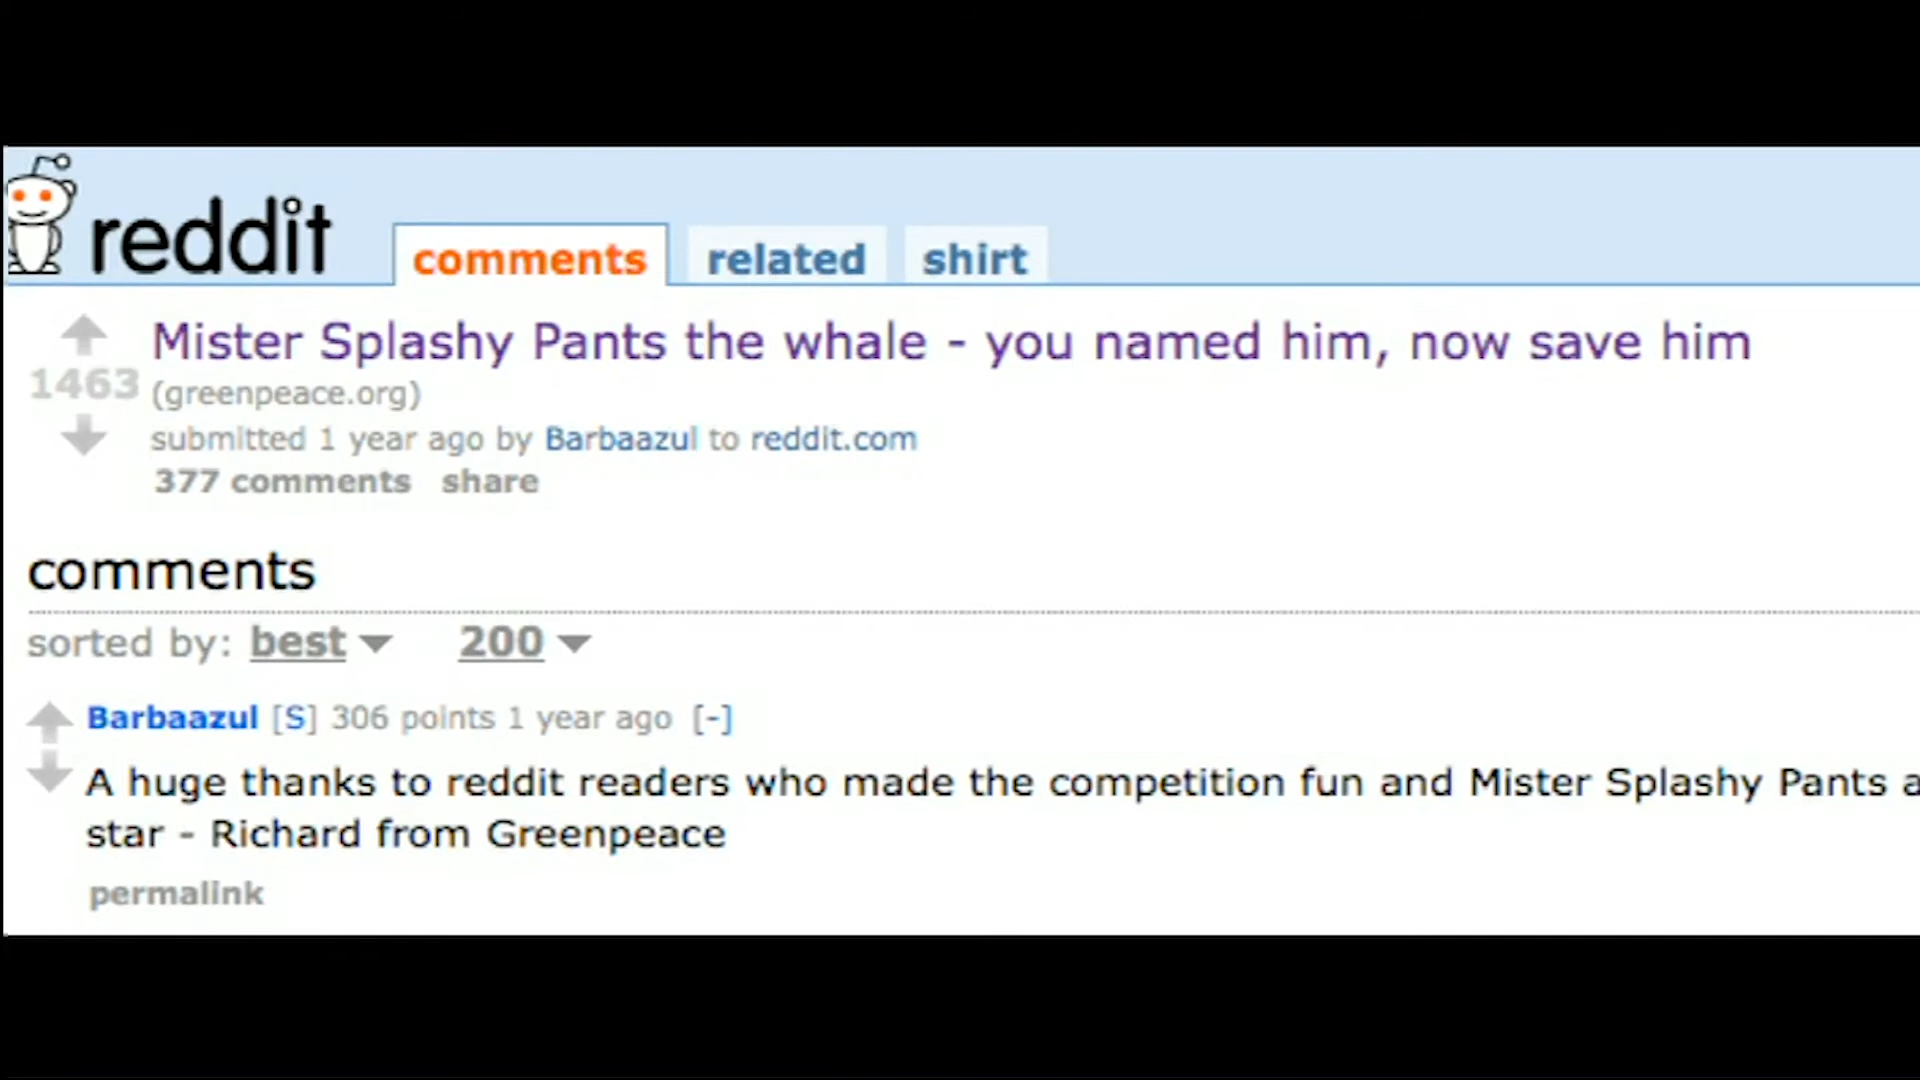 reddit
comments related shirt
Mister Splashy Pants the whale - you named him, now save him
1463
(greenpeace.org)
submitted 1 year ago by Barbaazul to reddit.com
377 comments share
comments
sorted by: best 200
Barbaazul [S] 306 points 1 year ago [-]
A huge thanks to reddit readers who made the competition fun and Mister Splashy Pants a
star - Richard from Greenpeace
permalink